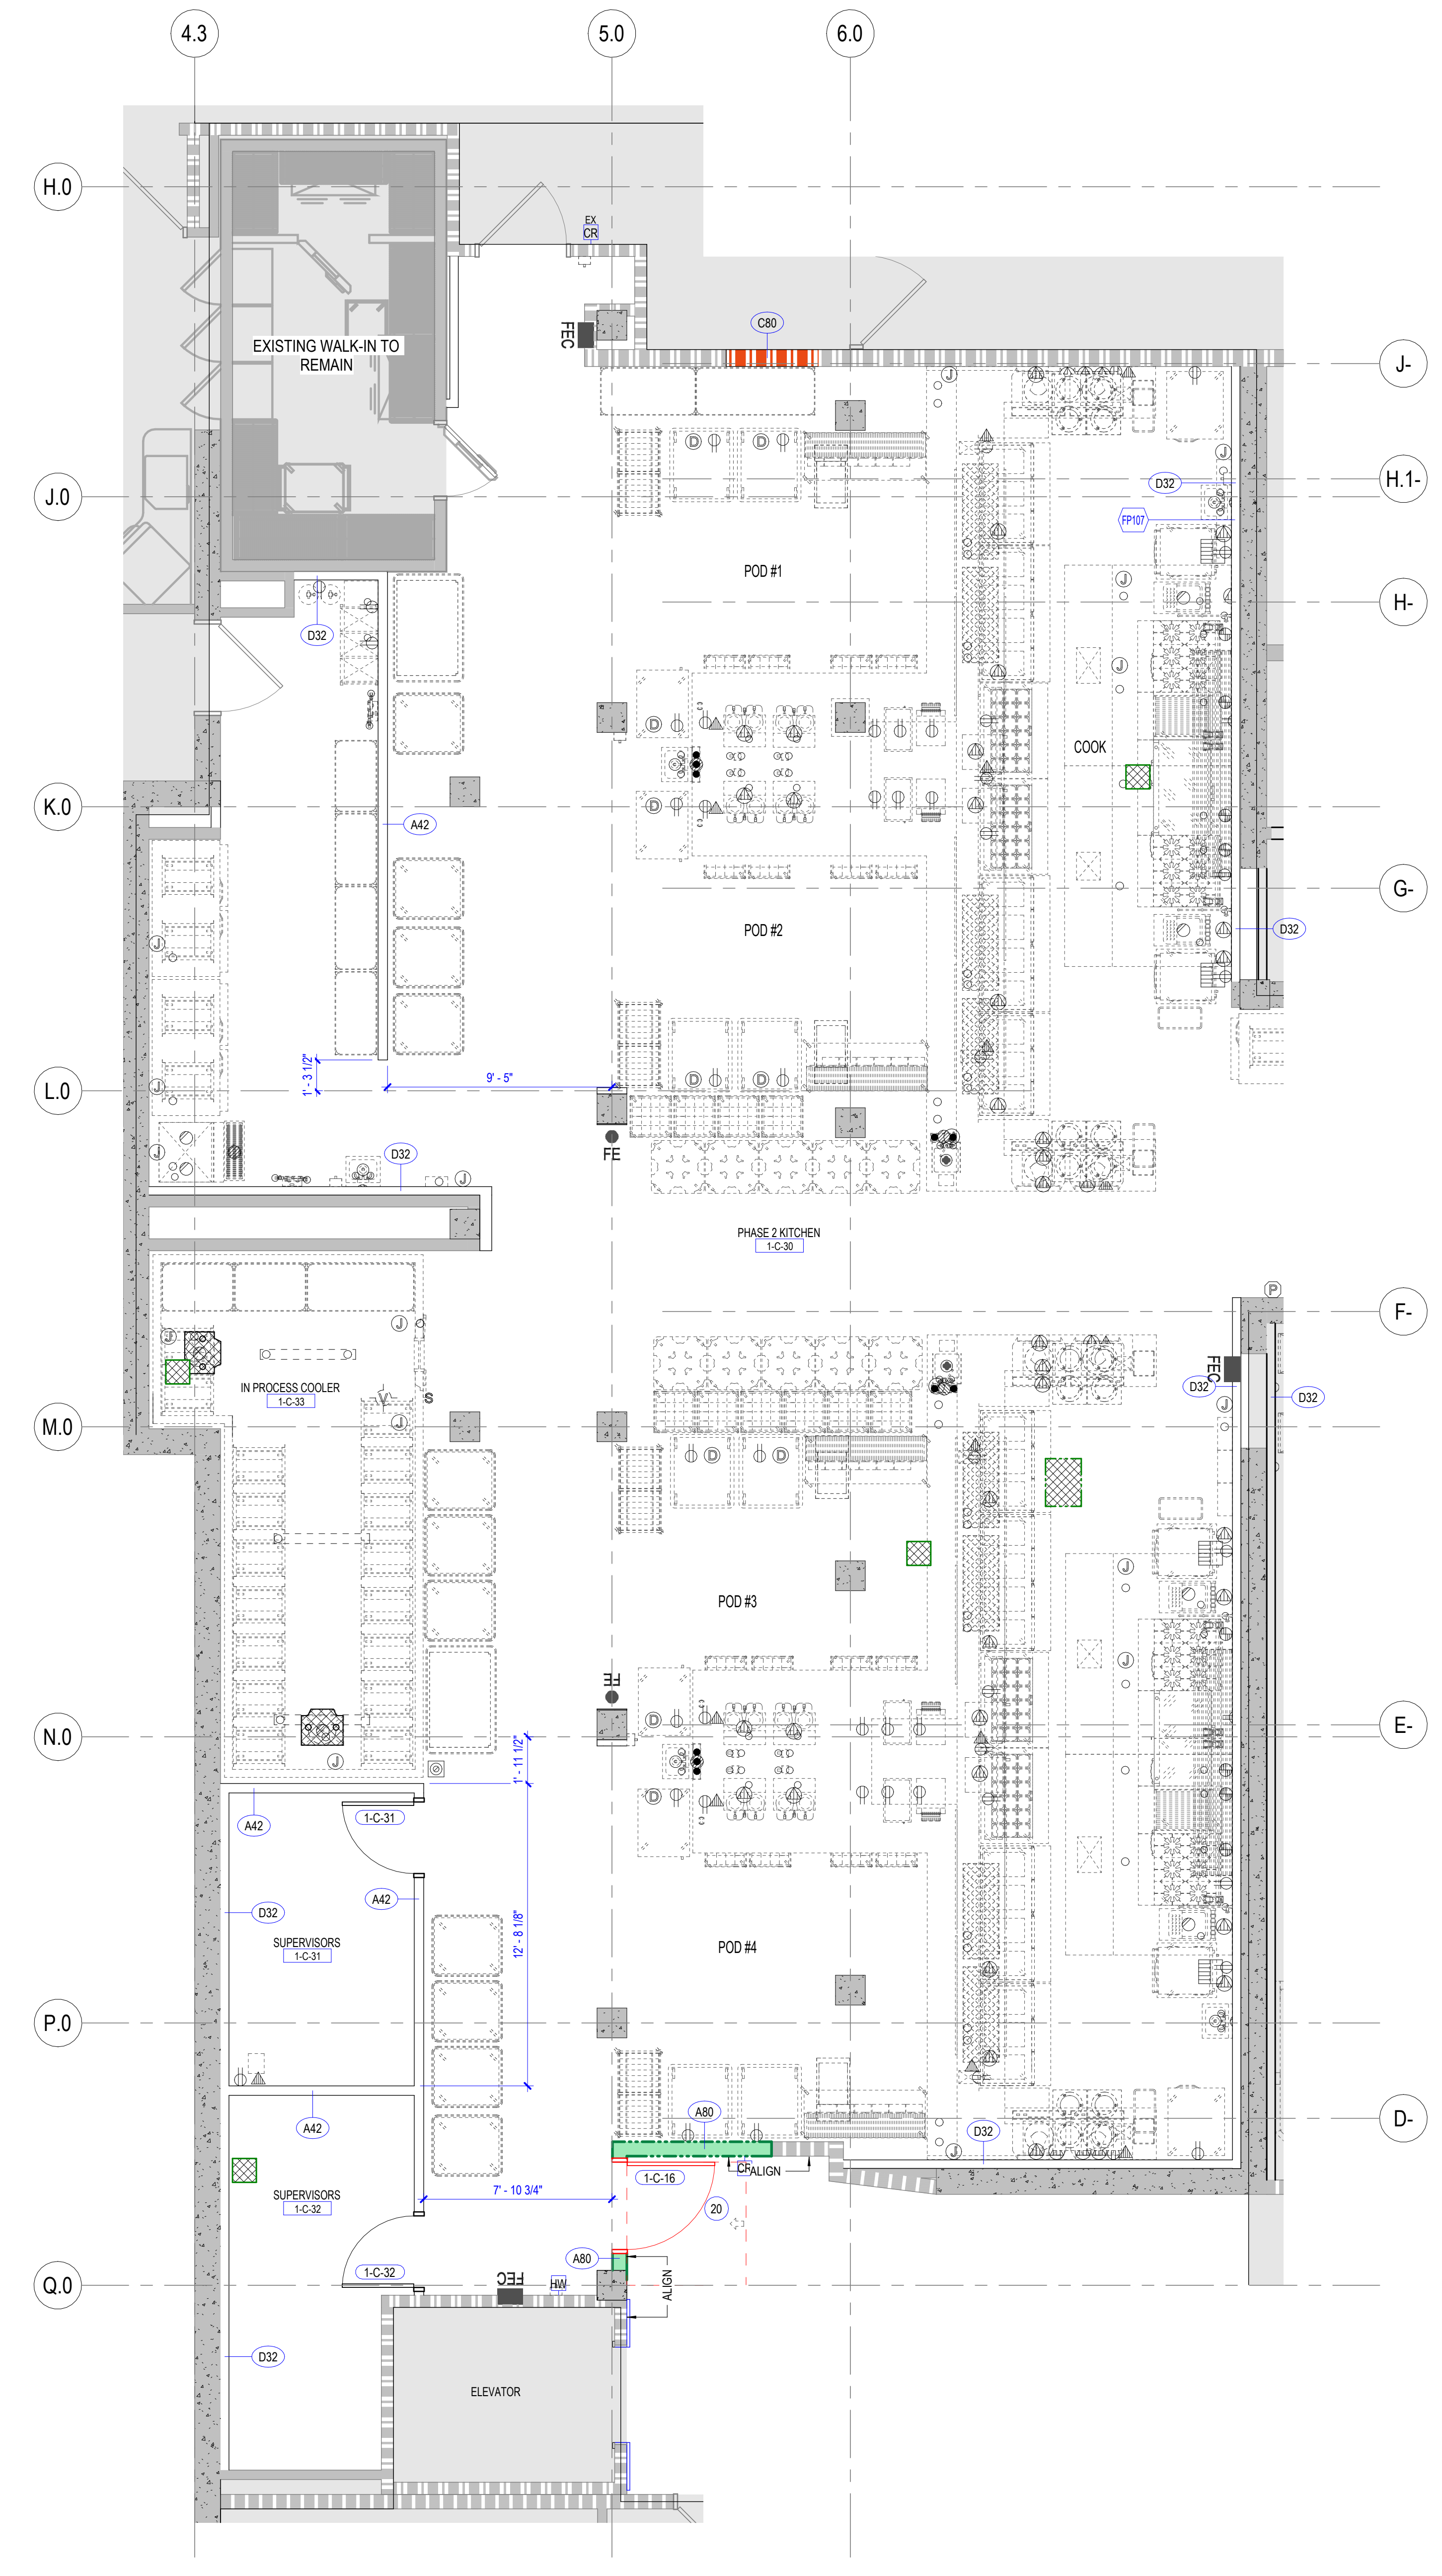 4.3
5.0
6.0
H.0
EX
CR
FEC
C80
EXISTING WALK-IN TO
REMAIN
J-
J
D
D
J
H.1-
D32
J.0
FP107
POD #1
J
H-
D32
J
D
COOK
K.0
A42
D
G-
POD #2
D32
J
1' - 3 1/2"
9' - 5"
D
D
J
L.0
FE
D32
J
J
PHASE 2 KITCHEN
1-C-30
P
F-
J
J
FEC
IN PROCESS COOLER
1-C-33
D32
D32
V
S
J
J
M.0
D
D
J
POD #3
J
FE
D
E-
N.0
1' - 11 1/2"
J
D
1-C-31
A42
A42
D32
12' - 8 1/8"
SUPERVISORS
1-C-31
POD #4
P.0
A80
D-
A42
D32
J
CF
ALIGN
1-C-16
SUPERVISORS
1-C-32
7' - 10 3/4"
20
A80
1-C-32
Q.0
FEC
HW
ALIGN
D32
ELEVATOR